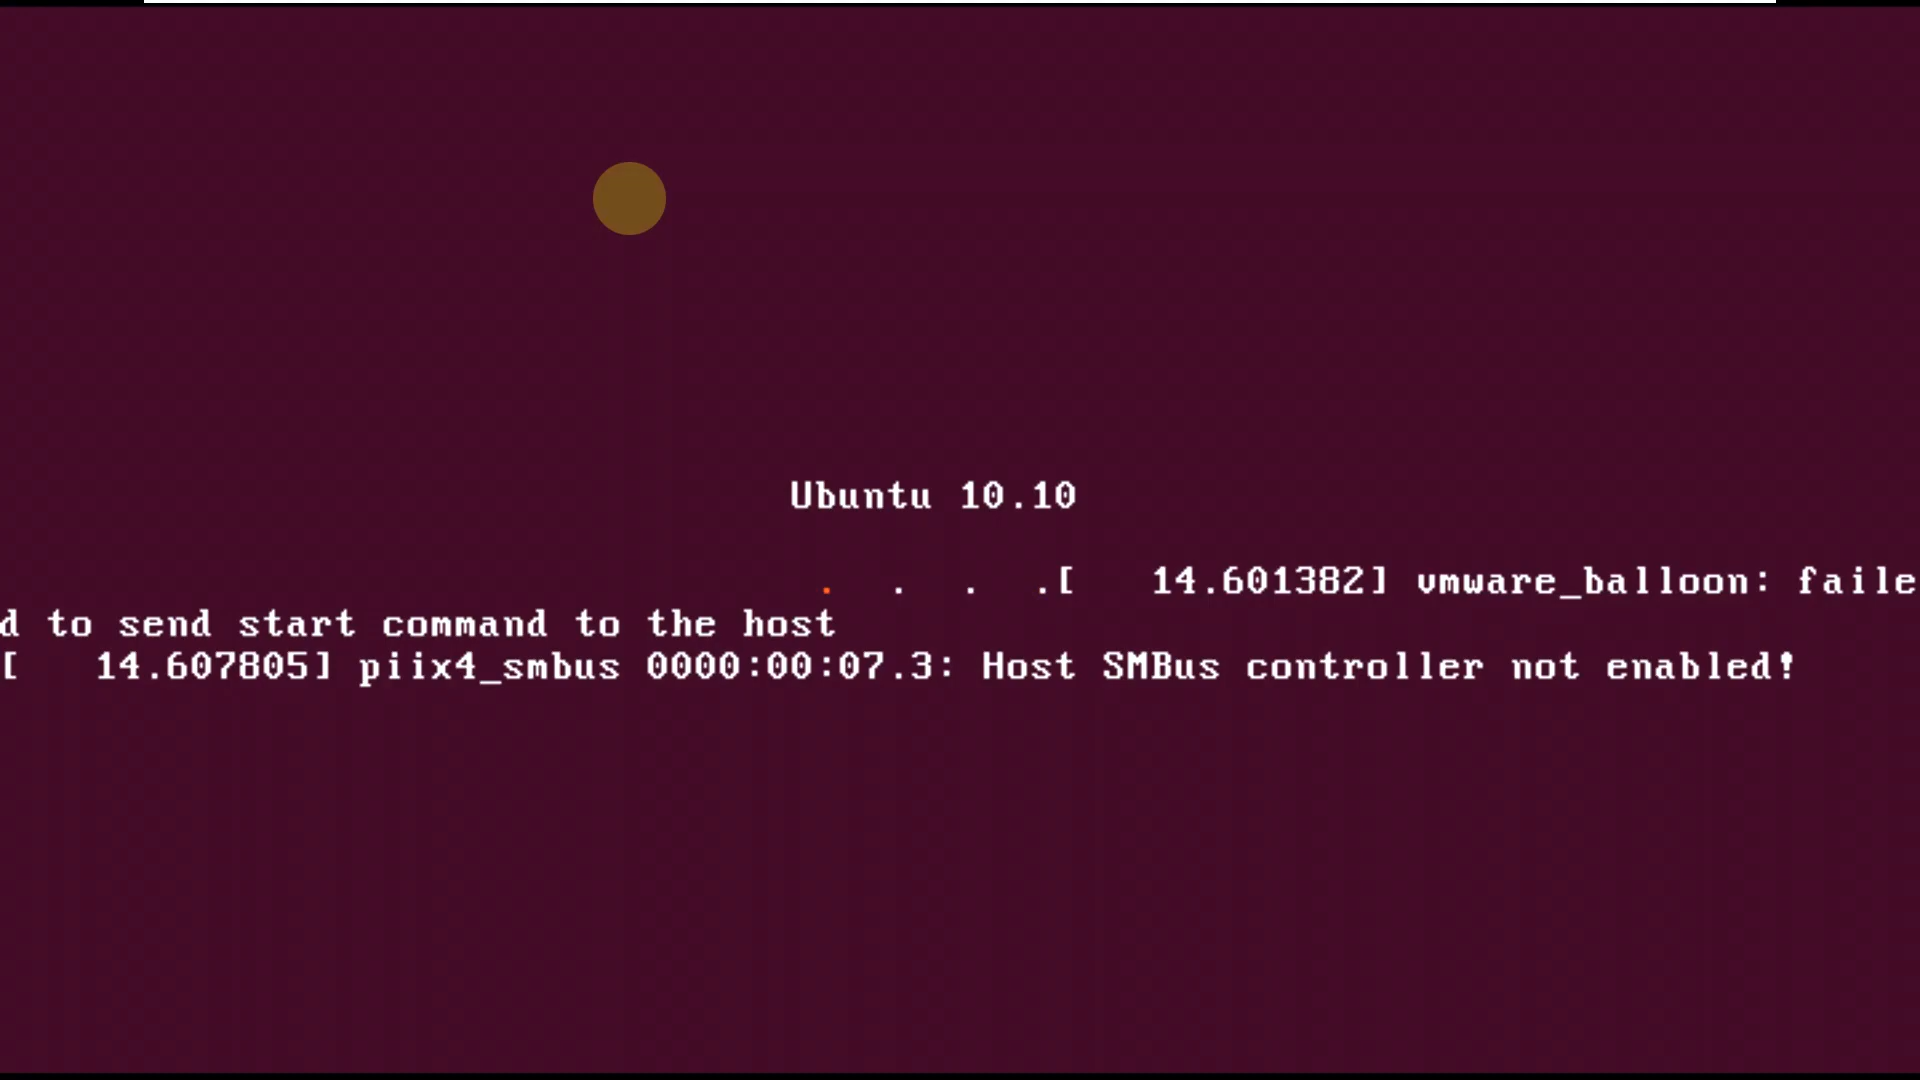 Ubuntu 10.10
. . . .[   14.601382] vmware_balloon: faile
d to send start command to the host
[   14.607805] piix4_smbus 0000:00:07.3: Host SMBus controller not enabled!